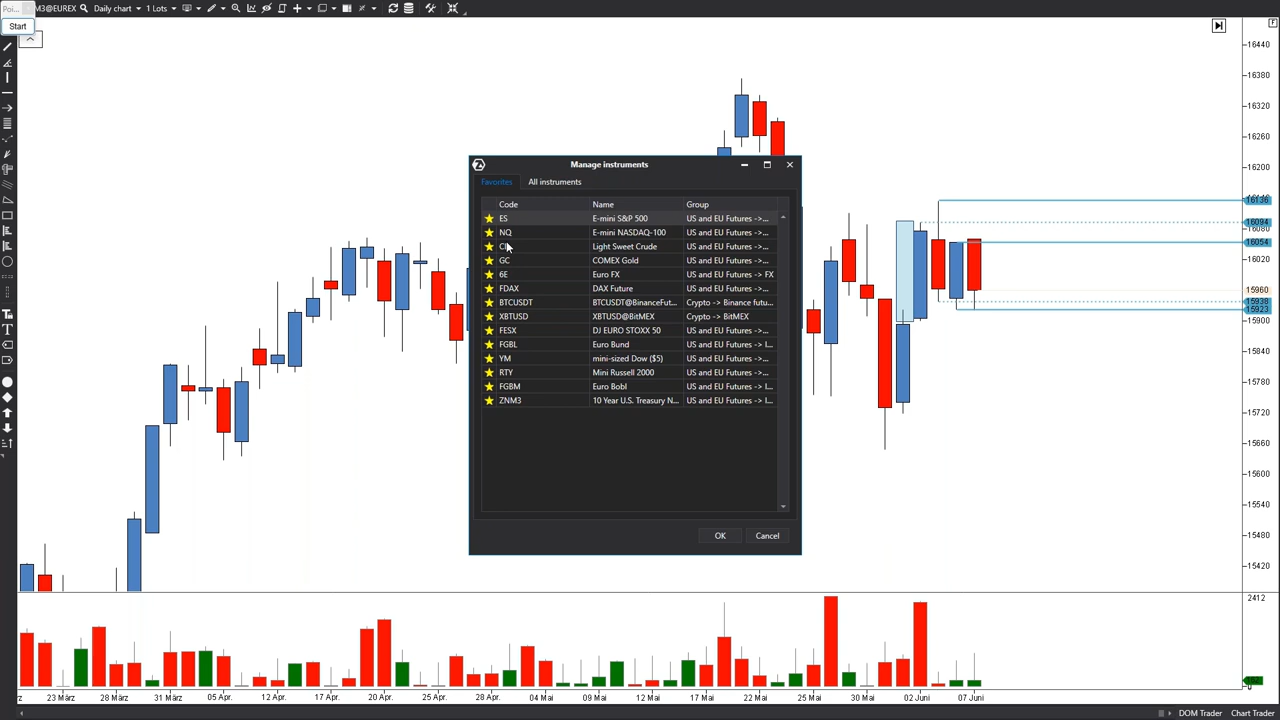 Poi...
M3@EUREX Daily chart 1 Lots
Start
F
Manage instruments
Favorites All instruments
Code Name Group
ES E-mini S&P 500 US and EU Futures ->...
NQ E-mini NASDAQ-100 US and EU Futures ->...
CL Light Sweet Crude US and EU Futures ->...
GC COMEX Gold US and EU Futures ->...
6E Euro FX US and EU Futures -> FX
FDAX DAX Future US and EU Futures ->...
BTCUSDT BTCUSDT@BinanceFut... Crypto -> Binance futu...
XBTUSD XBTUSD@BitMEX Crypto -> BitMEX
FESX DJ EURO STOXX 50 US and EU Futures ->...
FGBL Euro Bund US and EU Futures -> I...
YM mini-sized Dow ($5) US and EU Futures ->...
RTY Mini Russell 2000 US and EU Futures ->...
FGBM Euro Bobl US and EU Futures -> I...
ZNM3 10 Year U.S. Treasury N... US and EU Futures -> I...
OK Cancel
16440
16380
16320
16260
16200
16136
16094
16080
16054
16020
15960
15938
15923
15900
15840
15780
15720
15660
15600
15540
15480
15420
2412
162
0
23 März 28 März 31 März 05 Apr. 12 Apr. 17 Apr. 20 Apr. 25 Apr. 28 Apr. 04 Mai 09 Mai 12 Mai 17 Mai 22 Mai 25 Mai 30 Mai 02 Juni 07 Juni
DOM Trader Chart Trader